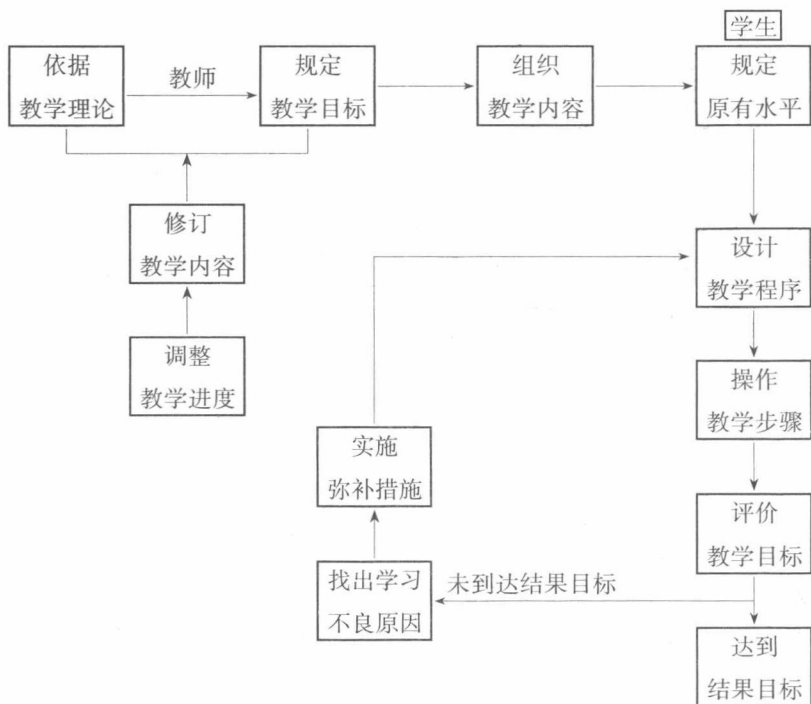 学生
依据
教学理论
教师
规定
教学目标
组织
教学内容
规定
原有水平
修订
教学内容
设计
教学程序
调整
教学进度
操作
教学步骤
实施
弥补措施
评价
教学目标
找出学习
不良原因
未到达结果目标
达到
结果目标